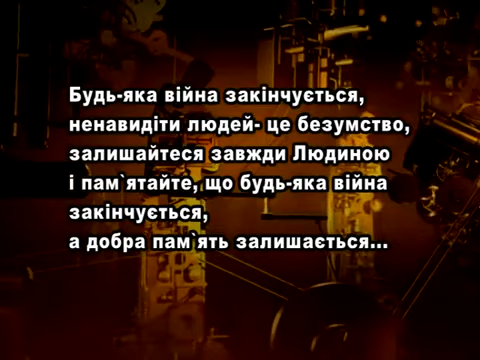 Будь-яка війна закінчується,
ненавидіти людей- це безумство,
залишайтеся завжди Людиною
і пам`ятайте, що будь-яка війна
закінчується,
а добра пам`ять залишається...